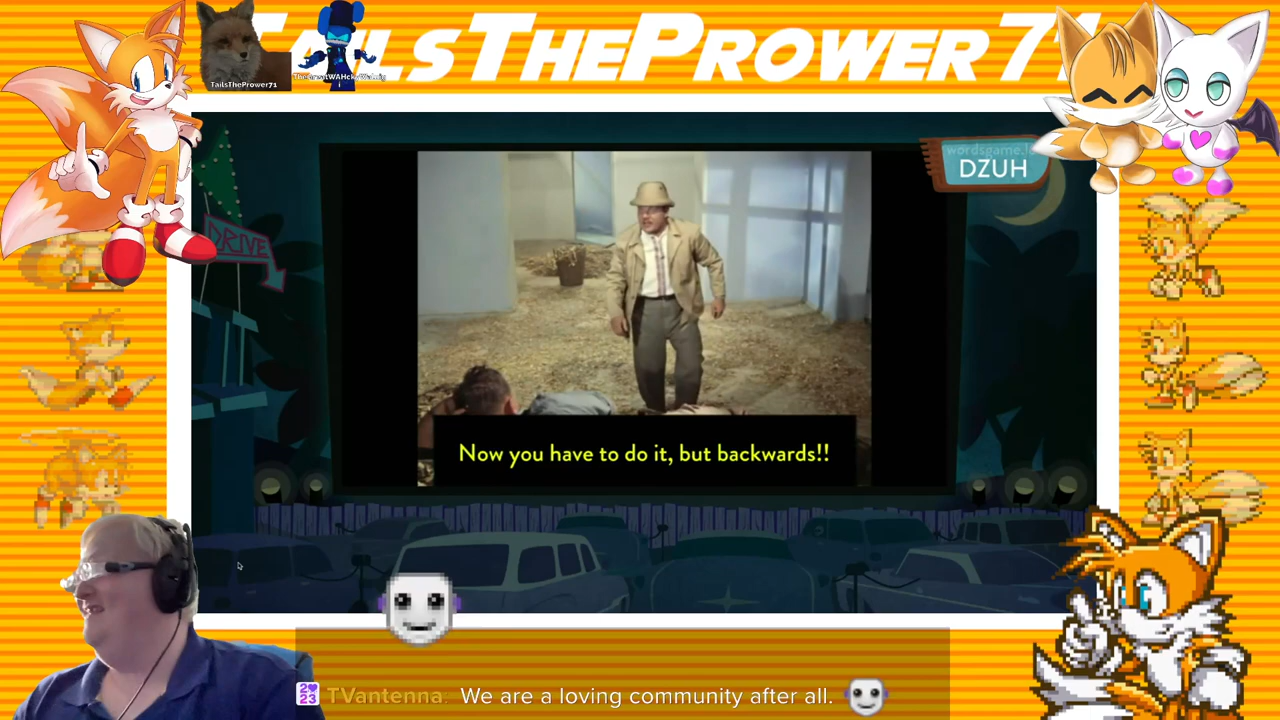 TailsThePrower71
TailsThePrower71
wordsgame.
DZUH
DRIVE
Now you have to do it, but backwards!!
2023
TVantenna: We are a loving community after all.